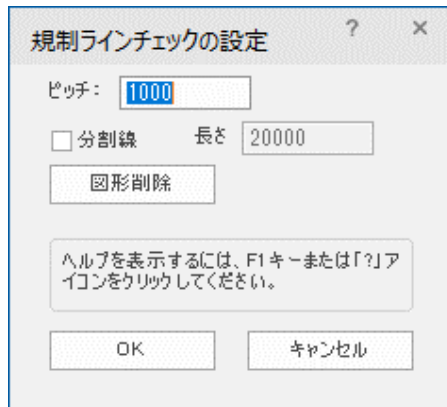 規制ラインチェックの設定 ? ×
ピッチ: 1000
分割線 長さ 20000
図形削除
ヘルプを表示するには、F1キーまたは「?」ア
イコンをクリックしてください。
OK キャンセル